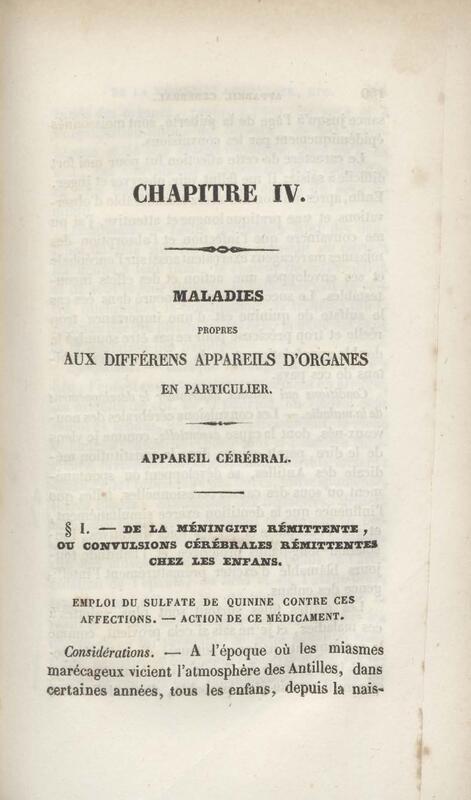 CHAPITRE IV.
MALADIES
PROPRES
AUX DIFFÉRENS APPAREILS D'ORGANES
EN PARTICULIER.
APPAREIL CÉRÉBRAL.
§ I. — DE LA MÉNINGITE RÉMITTENTE ,
OU CONVULSIONS CÉRÉBRALES RÉMITTENTES
CHEZ LES ENFANS.
EMPLOI DU SULFATE DE QUININE CONTRE CES
AFFECTIONS. — ACTION DE CE MÉDICAMENT.
Considérations. — A l'époque où les miasmes
marécageux vicient l'atmosphère des Antilles, dans
certaines années, tous les enfans, depuis la nais-